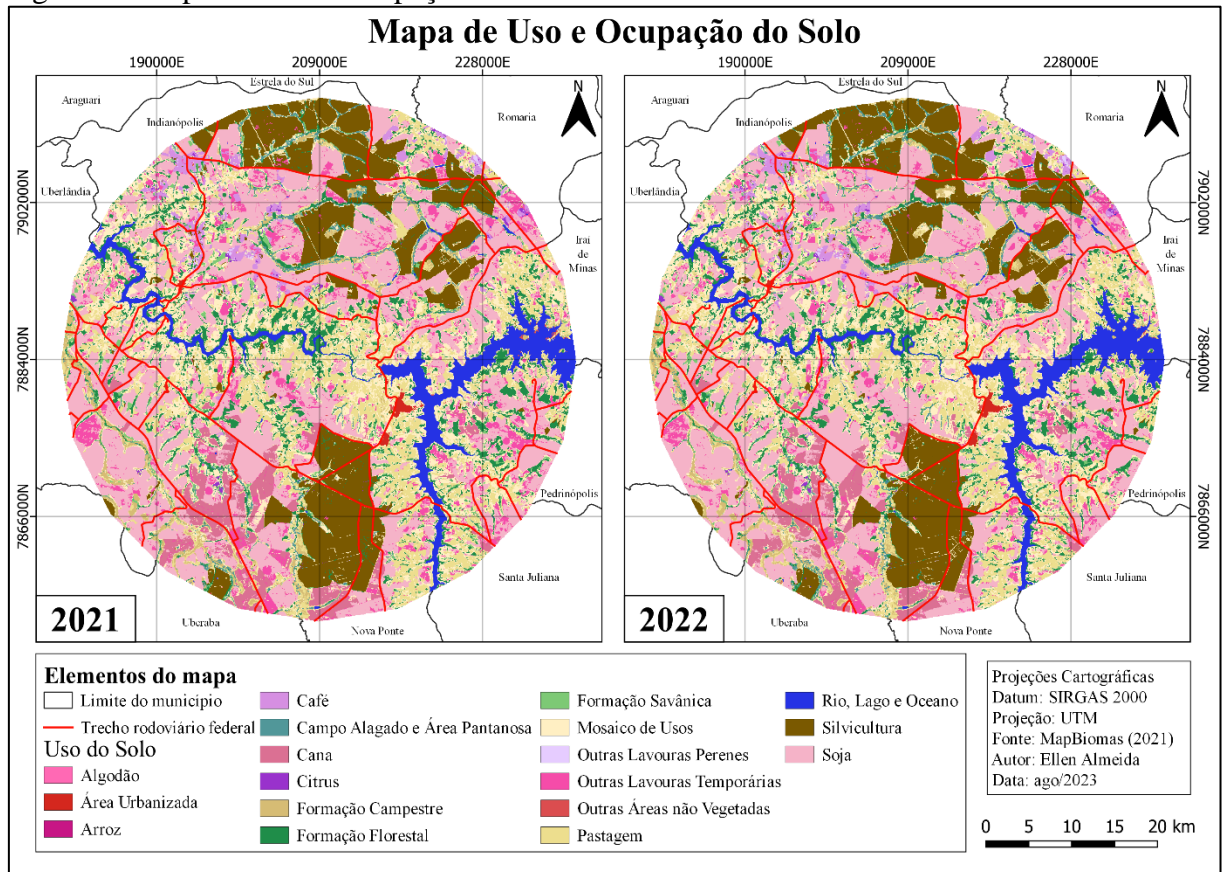 Mapa de Uso e Ocupação do Solo
190000E 209000E 228000E
Estrela do Sul
Araguari
N
Indianópolis
Romaria
Uberlândia
Iraí
de
Minas
Pedrinópolis
Santa Juliana
Uberaba
Nova Ponte
2021
7902000N
7884000N
7866000N
190000E 209000E 228000E
Estrela do Sul
Araguari
N
Indianópolis
Romaria
Uberlândia
Iraí
de
Minas
Pedrinópolis
Santa Juliana
Uberaba
Nova Ponte
2022
7902000N
7884000N
7866000N
Elementos do mapa
Limite do município
Trecho rodoviário federal
Uso do Solo
Algodão
Área Urbanizada
Arroz
Café
Campo Alagado e Área Pantanosa
Cana
Citrus
Formação Campestre
Formação Florestal
Formação Savânica
Mosaico de Usos
Outras Lavouras Perenes
Outras Lavouras Temporárias
Outras Áreas não Vegetadas
Pastagem
Rio, Lago e Oceano
Silvicultura
Soja
Projeções Cartográficas
Datum: SIRGAS 2000
Projeção: UTM
Fonte: MapBiomas (2021)
Autor: Ellen Almeida
Data: ago/2023
0 5 10 15 20 km